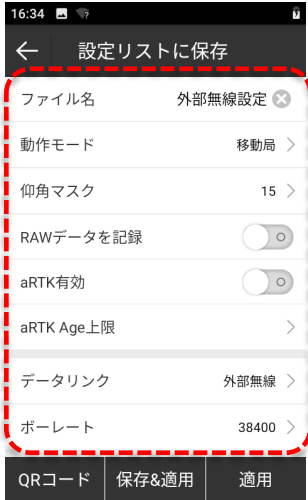 16:34
設定リストに保存
ファイル名 外部無線設定
動作モード 移動局
仰角マスク 15
RAWデータを記録
aRTK有効
aRTK Age上限
データリンク 外部無線
ボーレート 38400
QRコード 保存&適用 適用